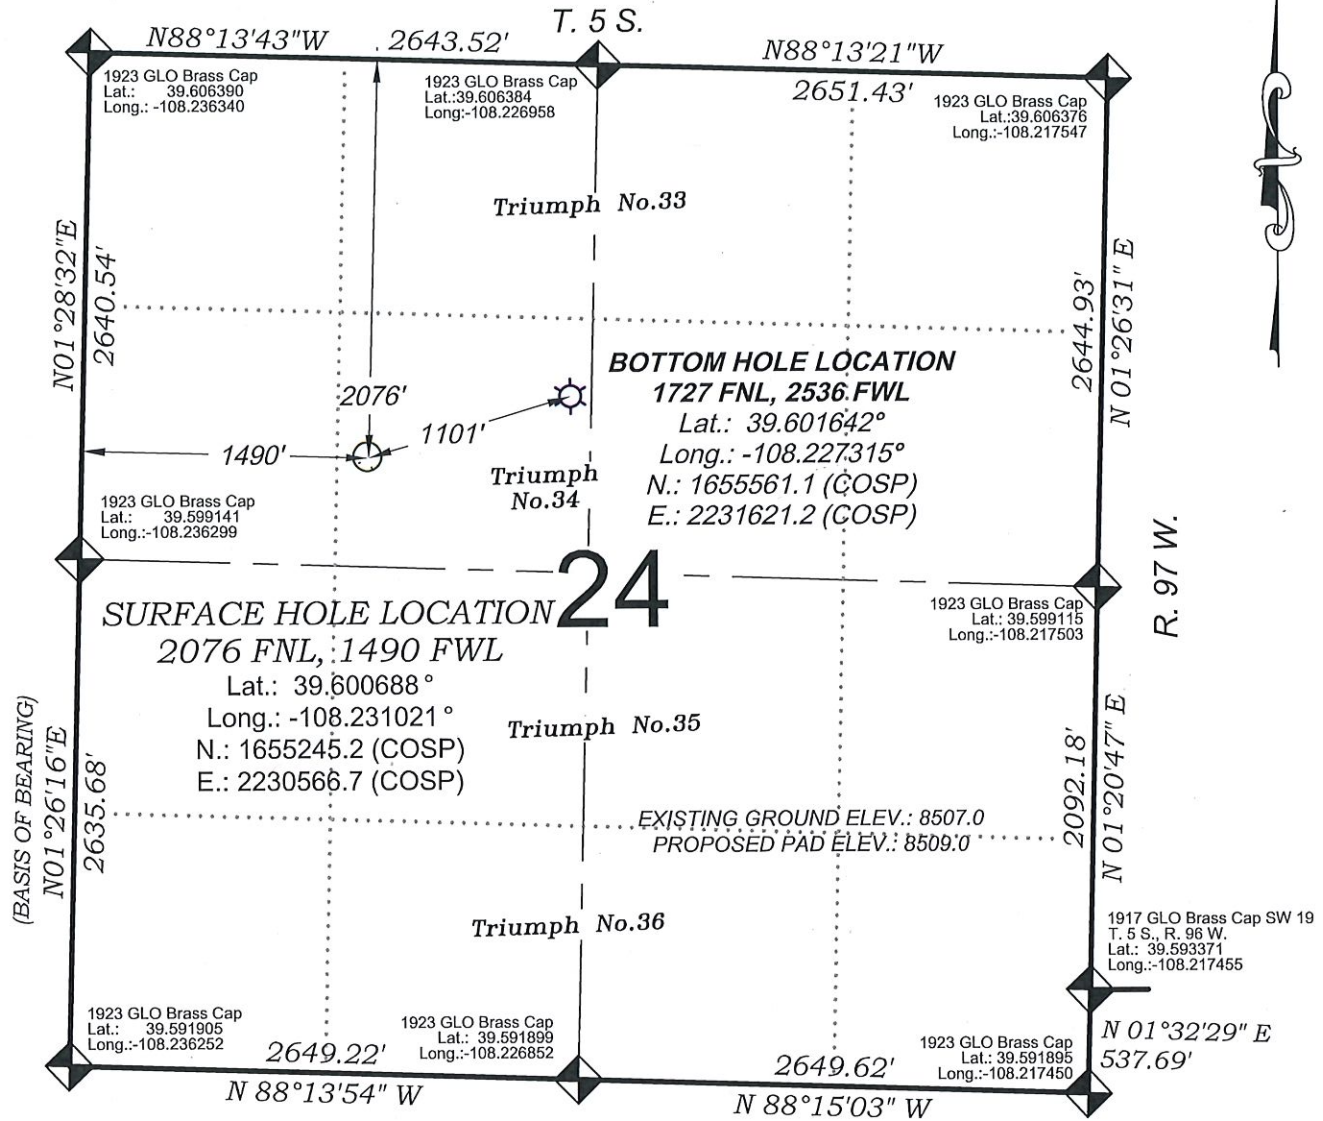 T. 5 S.
N88°13'43"W 2643.52'
N88°13'21"W
2651.43'
1923 GLO Brass Cap
Lat.: 39.606390
Long.: -108.236340
1923 GLO Brass Cap
Lat.:39.606384
Long:-108.226958
1923 GLO Brass Cap
Lat.:39.606376
Long.:-108.217547
Triumph No.33
N01°28'32"E
2640.54'
2644.93'
N 01°26'31" E
BOTTOM HOLE LOCATION
1727 FNL, 2536 FWL
Lat.: 39.601642°
Long.: -108.227315°
N.: 1655561.1 (COSP)
E.: 2231621.2 (COSP)
2076'
1101'
1490'
Triumph
No.34
1923 GLO Brass Cap
Lat.: 39.599141
Long.:-108.236299
24
R. 97 W.
SURFACE HOLE LOCATION
2076 FNL, 1490 FWL
Lat.: 39.600688°
Long.: -108.231021°
N.: 1655245.2 (COSP)
E.: 2230566.7 (COSP)
1923 GLO Brass Cap
Lat.: 39.599115
Long.:-108.217503
Triumph No.35
(BASIS OF BEARING)
N01°26'16"E
2635.68'
2092.18'
N 01°20'47" E
EXISTING GROUND ELEV.: 8507.0
PROPOSED PAD ELEV.: 8509.0
Triumph No.36
1917 GLO Brass Cap SW 19
T. 5 S., R. 96 W.
Lat.: 39.593371
Long.:-108.217455
1923 GLO Brass Cap
Lat.: 39.591905
Long.:-108.236252
1923 GLO Brass Cap
Lat.: 39.591899
Long.:-108.226852
1923 GLO Brass Cap
Lat.: 39.591895
Long.:-108.217450
N 01°32'29" E
537.69'
2649.22'
N 88°13'54" W
2649.62'
N 88°15'03" W